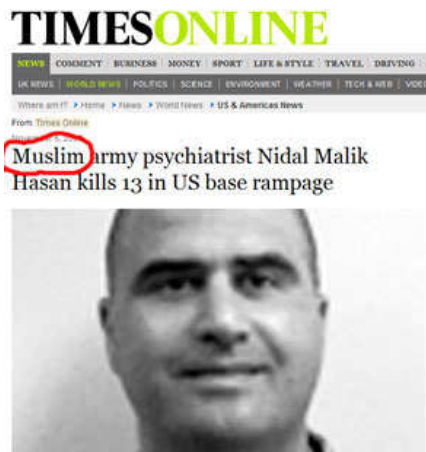 TIMESONLINE
NEWS COMMENT BUSINESS MONEY SPORT LIFE & STYLE TRAVEL DRIVING
UK NEWS WORLD NEWS POLITICS SCIENCE ENVIRONMENT WEATHER TECH & WEB
Where am I? Home News World News US & Americas News
From Times Online
Muslim army psychiatrist Nidal Malik
Hasan kills 13 in US base rampage